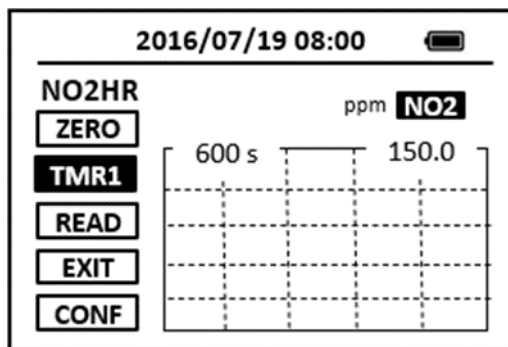 2016/07/19 08:00
NO2HR
ppm NO2
ZERO
600 s 150.0
TMR1
READ
EXIT
CONF